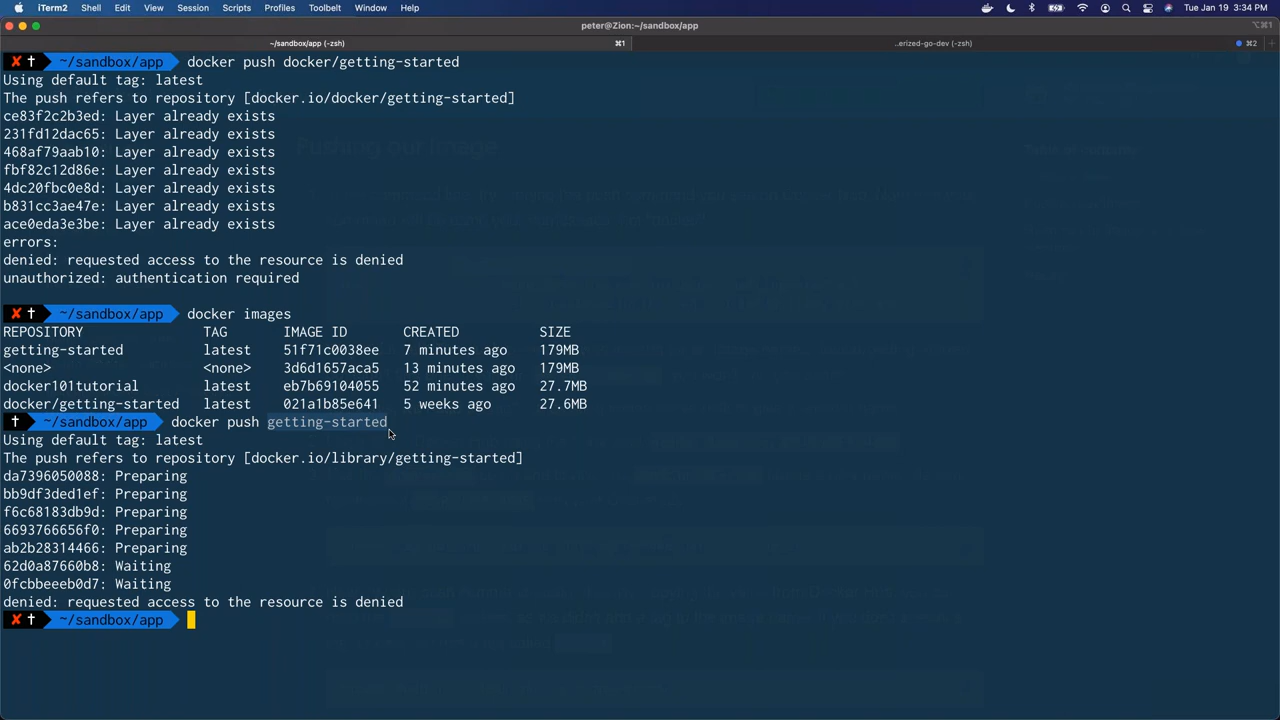 iTerm2 Shell Edit View Session Scripts Profiles Toolbelt Window Help Tue Jan 19 3:34 PM
peter@Zion:~/sandbox/app ⌥⌘1
~/sandbox/app (-zsh) ⌘1 ..erized-go-dev (-zsh) ⌘2
✘ ✝ ~/sandbox/app docker push docker/getting-started
Using default tag: latest
The push refers to repository [docker.io/docker/getting-started]
ce83f2c2b3ed: Layer already exists
231fd12dac65: Layer already exists
468af79aab10: Layer already exists
fbf82c12d86e: Layer already exists
4dc20fbc0e8d: Layer already exists
b831cc3ae47e: Layer already exists
ace0eda3e3be: Layer already exists
errors:
denied: requested access to the resource is denied
unauthorized: authentication required
✘ ✝ ~/sandbox/app docker images
REPOSITORY TAG IMAGE ID CREATED SIZE
getting-started latest 51f71c0038ee 7 minutes ago 179MB
<none> <none> 3d6d1657aca5 13 minutes ago 179MB
docker101tutorial latest eb7b69104055 52 minutes ago 27.7MB
docker/getting-started latest 021a1b85e641 5 weeks ago 27.6MB
✝ ~/sandbox/app docker push getting-started
Using default tag: latest
The push refers to repository [docker.io/library/getting-started]
da7396050088: Preparing
bb9df3ded1ef: Preparing
f6c68183db9d: Preparing
6693766656f0: Preparing
ab2b28314466: Preparing
62d0a87660b8: Waiting
0fcbbeeeb0d7: Waiting
denied: requested access to the resource is denied
✘ ✝ ~/sandbox/app